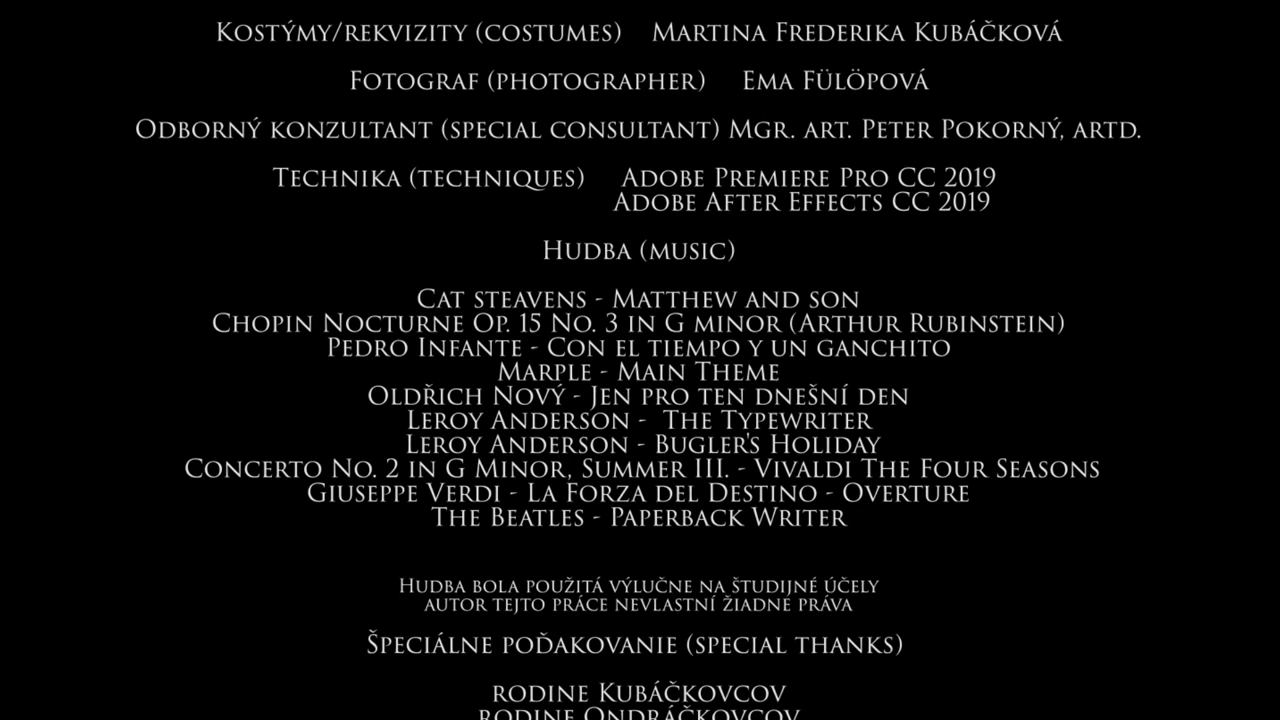 Kostýmy/rekvizity (costumes) Martina Frederika Kubáčková
Fotograf (photographer) Ema Fülöpová
Odborný konzultant (special consultant) Mgr. art. Peter Pokorný, artd.
Technika (techniques) Adobe Premiere Pro CC 2019
Adobe After Effects CC 2019
Hudba (music)
Cat steavens - Matthew and son
Chopin Nocturne Op. 15 No. 3 in G minor (Arthur Rubinstein)
Pedro Infante - Con el tiempo y un ganchito
Marple - Main Theme
Oldřich Nový - Jen pro ten dnešní den
Leroy Anderson - The Typewriter
Leroy Anderson - Bugler's Holiday
Concerto No. 2 in G Minor, Summer III. - Vivaldi The Four Seasons
Giuseppe Verdi - La Forza del Destino - Overture
The Beatles - Paperback Writer
Hudba bola použitá výlučne na študijné účely
autor tejto práce nevlastní žiadne práva
Špeciálne poďakovanie (special thanks)
rodine Kubáčkovcov
rodine Ondráčkovcov